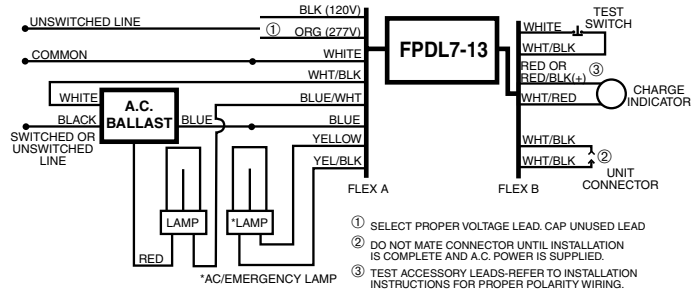 BLK (120V)
UNSWITCHED LINE
①
ORG (277V)
COMMON
WHITE
WHT/BLK
WHITE
A.C.
BALLAST
BLUE/WHT
BLACK
BLUE
BLUE
SWITCHED OR
UNSWITCHED
LINE
YELLOW
YEL/BLK
LAMP
*LAMP
RED
*AC/EMERGENCY LAMP
FLEX A
FPDL7-13
FLEX B
TEST
SWITCH
WHITE
WHT/BLK
RED OR
RED/BLK(+)
③
CHARGE
INDICATOR
WHT/RED
WHT/BLK
②
WHT/BLK
UNIT
CONNECTOR
① SELECT PROPER VOLTAGE LEAD. CAP UNUSED LEAD
② DO NOT MATE CONNECTOR UNTIL INSTALLATION
IS COMPLETE AND A.C. POWER IS SUPPLIED.
③ TEST ACCESSORY LEADS-REFER TO INSTALLATION
INSTRUCTIONS FOR PROPER POLARITY WIRING.